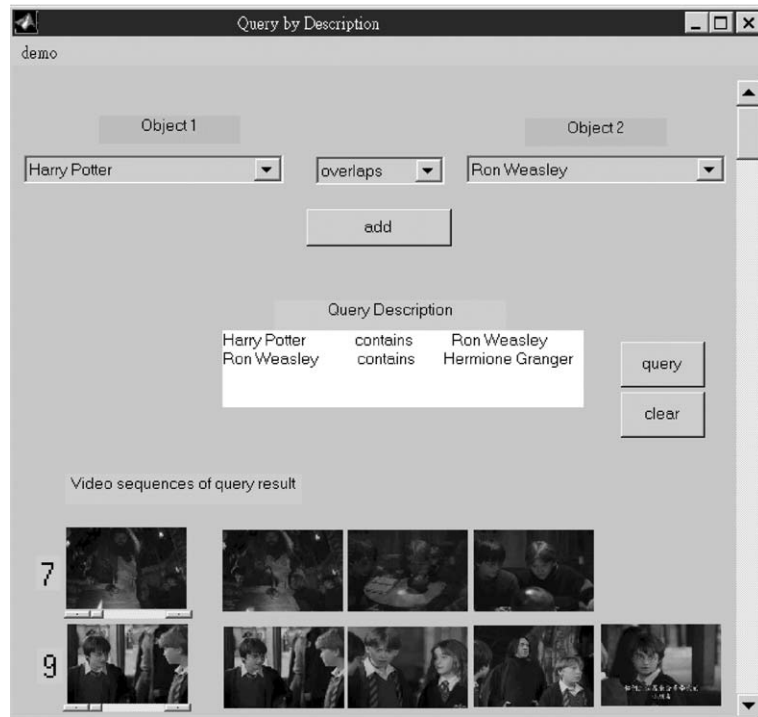 Query by Description
demo
Object 1
Object 2
Harry Potter
overlaps
Ron Weasley
add
Query Description
Harry Potter contains Ron Weasley
Ron Weasley contains Hermione Granger
query
clear
Video sequences of query result
7
9